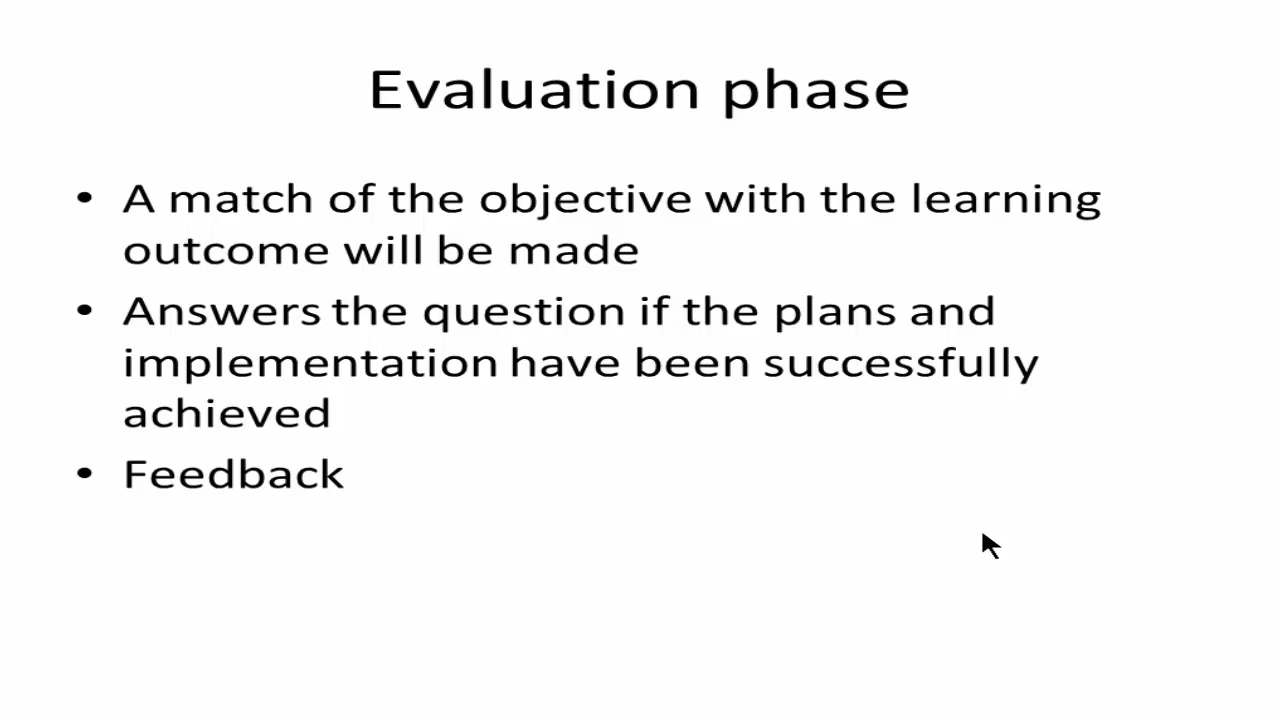 Evaluation phase
• A match of the objective with the learning
outcome will be made
• Answers the question if the plans and
implementation have been successfully
achieved
• Feedback